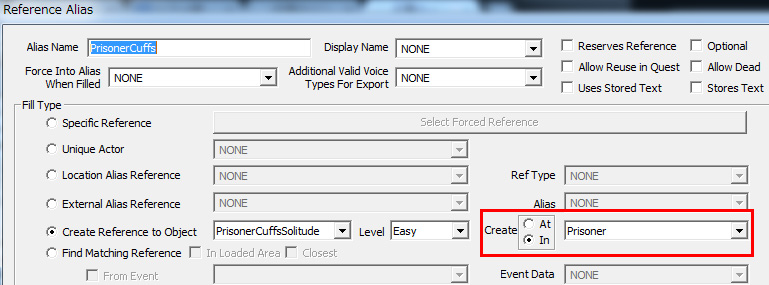 Reference Alias
Alias Name PrisonerCuffs Display Name NONE Reserves Reference Optional
Force Into Alias When Filled NONE Additional Valid Voice Types For Export NONE Allow Reuse in Quest Allow Dead
Uses Stored Text Stores Text
Fill Type
Specific Reference Select Forced Reference
Unique Actor NONE
Location Alias Reference NONE Ref Type NONE
External Alias Reference NONE Alias NONE
Create Reference to Object PrisonerCuffsSolitude Level Easy Create At In Prisoner
Find Matching Reference In Loaded Area Closest
From Event Event Data NONE